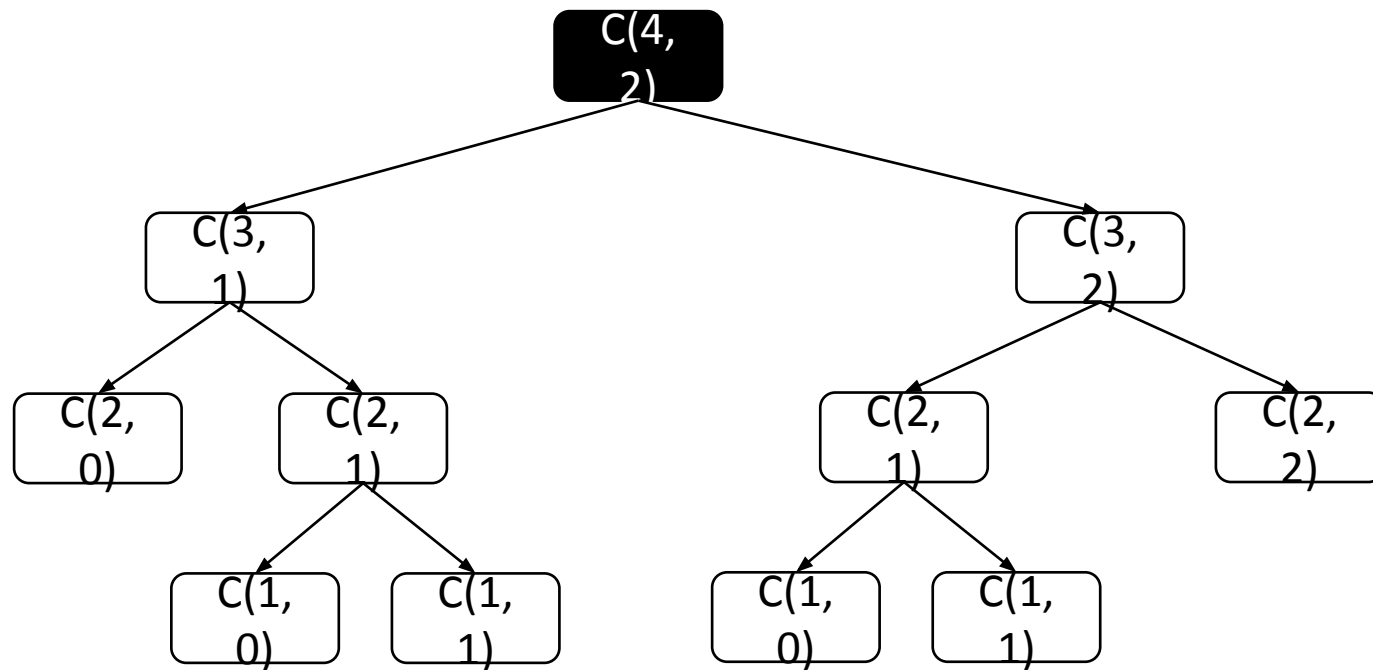 C(4,
2)
C(3,
1)
C(3,
2)
C(2,
0)
C(2,
1)
C(2,
1)
C(2,
2)
C(1,
0)
C(1,
1)
C(1,
0)
C(1,
1)